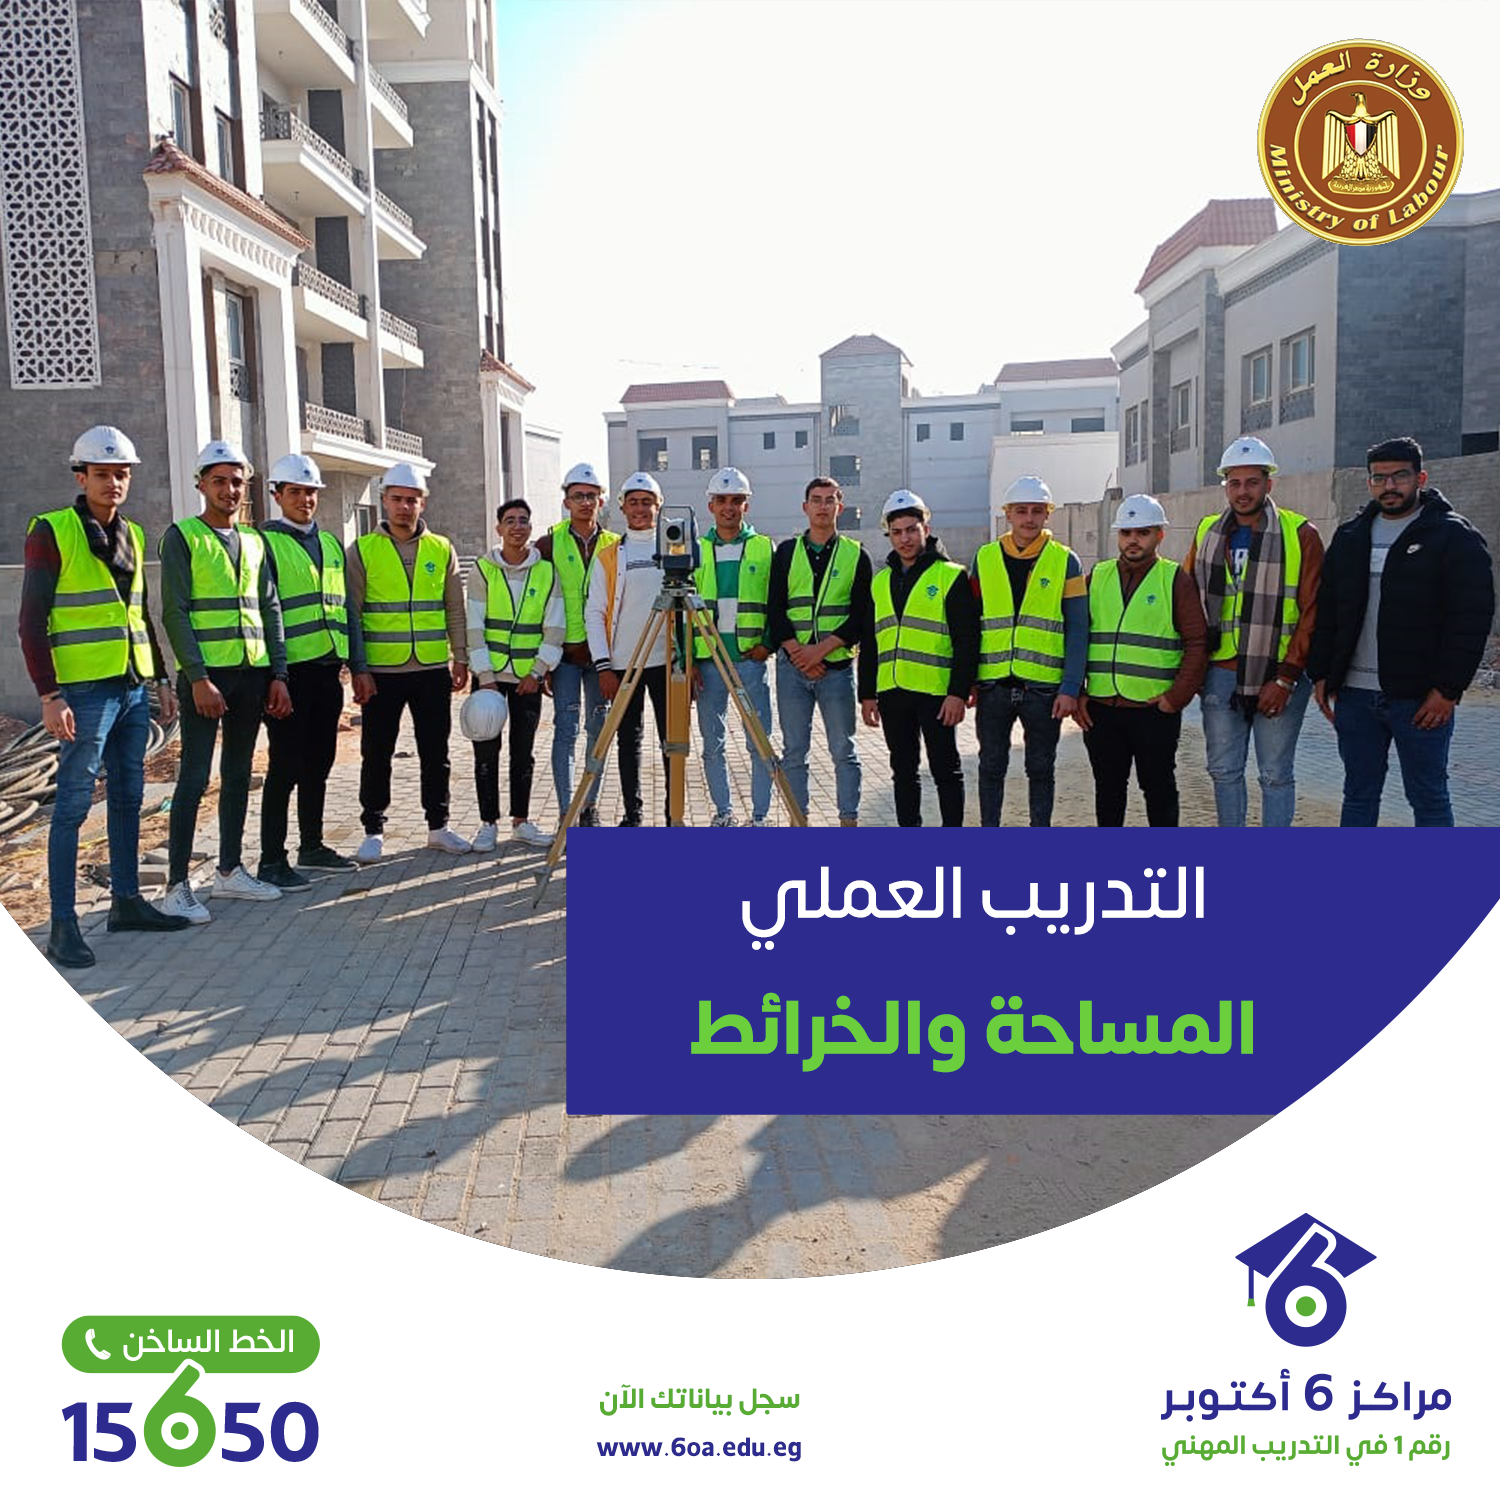 وزارة العمل
Ministry of Labour
التدريب العملي
المساحة والخرائط
الخط الساخن
15650
سجل بياناتك الآن
www.6oa.edu.eg
6
مراكز 6 أكتوبر
رقم 1 في التدريب المهني